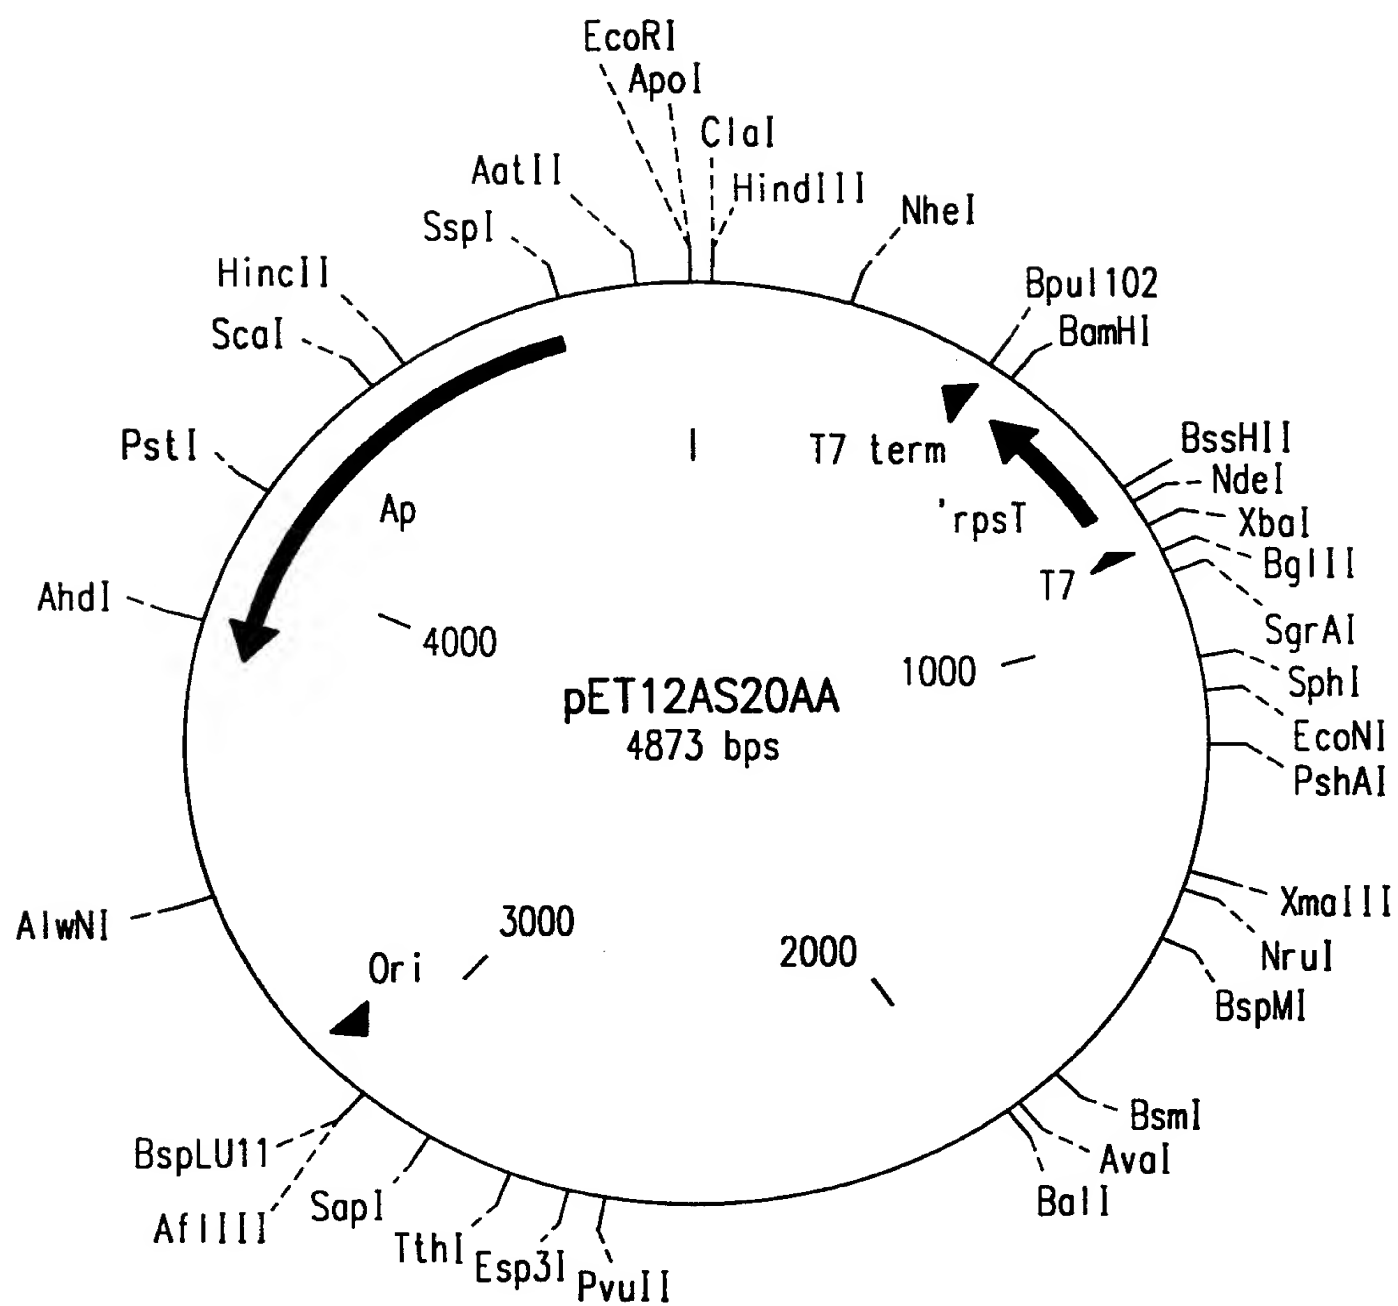 EcoRI
ApoI
ClaI
HindIII
AatII
SspI
NheI
HincII
ScaI
Bpu1102
BamHI
PstI
BssHII
NdeI
XbaI
BglII
SgrAI
SphI
EcoNI
PshAI
XmaIII
NruI
BspMI
BsmI
AvaI
BalI
PvuII
Esp3I
TthI
SapI
AflIII
BspLU11
AlwNI
AhdI
1
T7 term
'rpsT
T7
Ap
4000
1000
pET12AS20AA
4873 bps
3000
2000
Ori